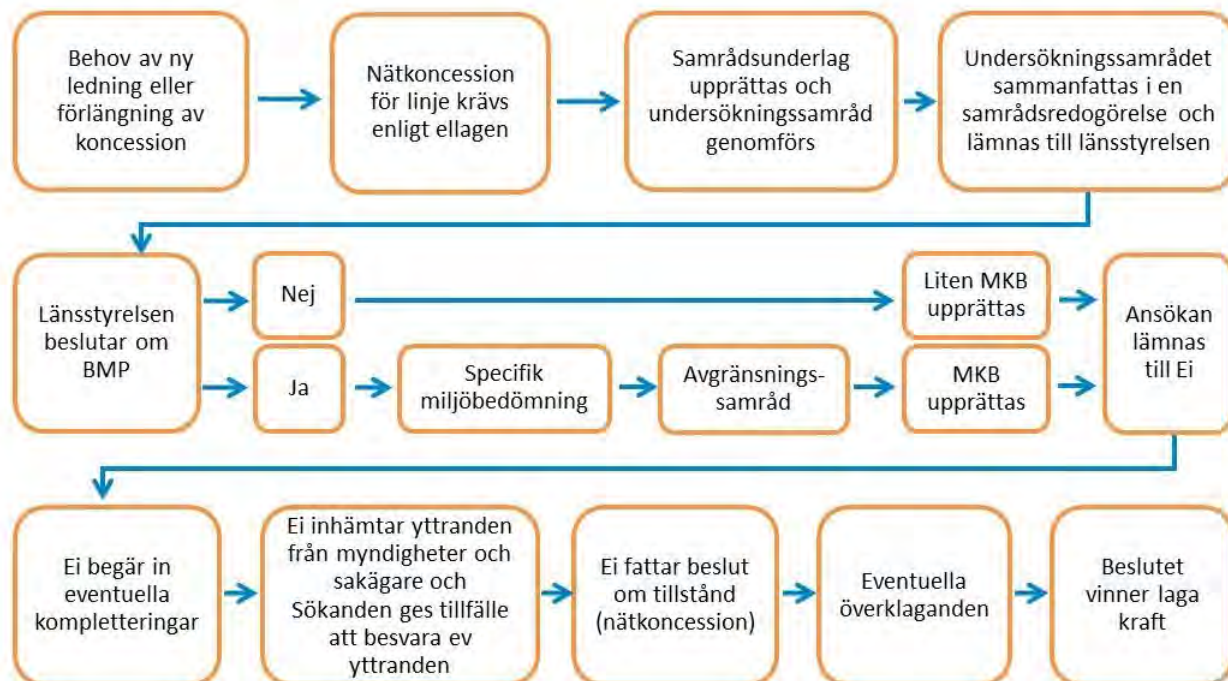 Behov av ny
ledning eller
förlängning av
koncession
Nätkoncession
för linje krävs
enligt ellagen
Samrådsunderlag
upprättas och
undersökningssamråd
genomförs
Undersökningssamrådet
sammanfattas i en
samrådsredogörelse och
lämnas till länsstyrelsen
Länsstyrelsen
beslutar om
BMP
Nej
Liten MKB
upprättas
Ja
Specifik
miljöbedömning
Avgränsnings-
samråd
MKB
upprättas
Ansökan
lämnas
till Ei
Ei begär in
eventuella
kompletteringar
Ei inhämtar yttranden
från myndigheter och
sakägare och
Sökanden ges tillfälle
att besvara ev
yttranden
Ei fattar beslut
om tillstånd
(nätkoncession)
Eventuella
överklaganden
Beslutet
vinner laga
kraft